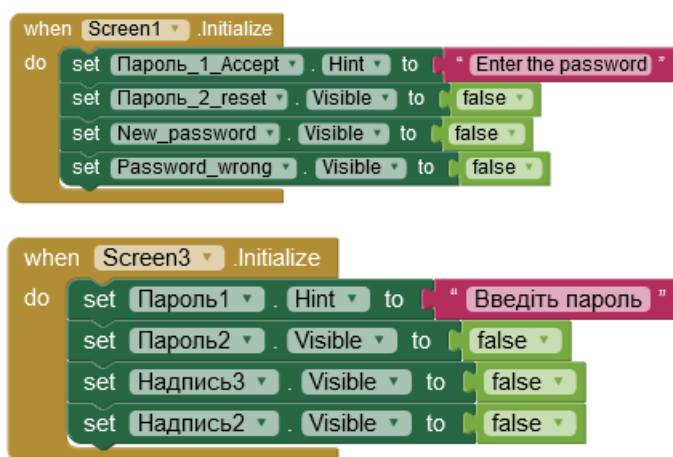 when Screen1 .Initialize
do set Пароль_1_Accept . Hint to " Enter the password "
set Пароль_2_reset . Visible to false
set New_password . Visible to false
set Password_wrong . Visible to false
when Screen3 .Initialize
do set Пароль1 . Hint to " Введіть пароль "
set Пароль2 . Visible to false
set Надпись3 . Visible to false
set Надпись2 . Visible to false